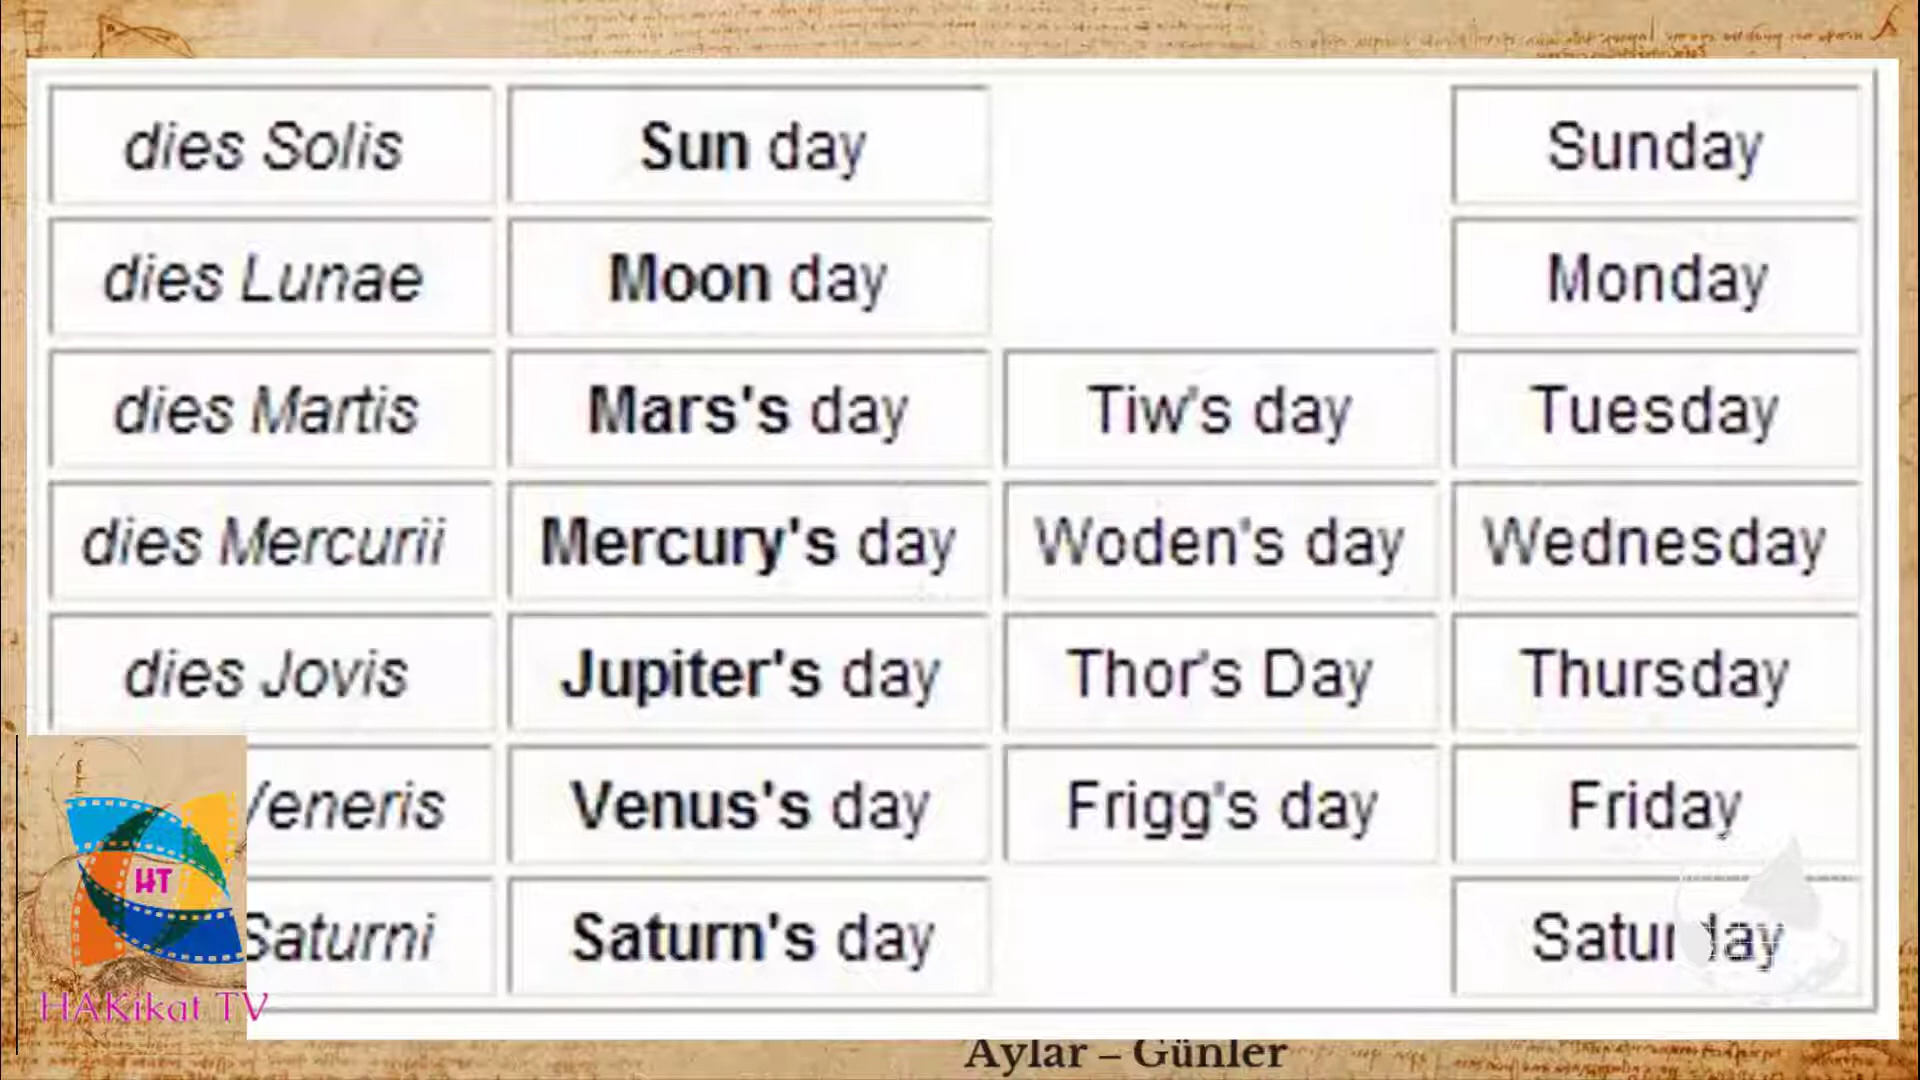 dies Solis Sun day Sunday
dies Lunae Moon day Monday
dies Martis Mars's day Tiw's day Tuesday
dies Mercurii Mercury's day Woden's day Wednesday
dies Jovis Jupiter's day Thor's Day Thursday
Veneris Venus's day Frigg's day Friday
Saturni Saturn's day Saturday
HT
HAKikat TV
Aylar – Günler